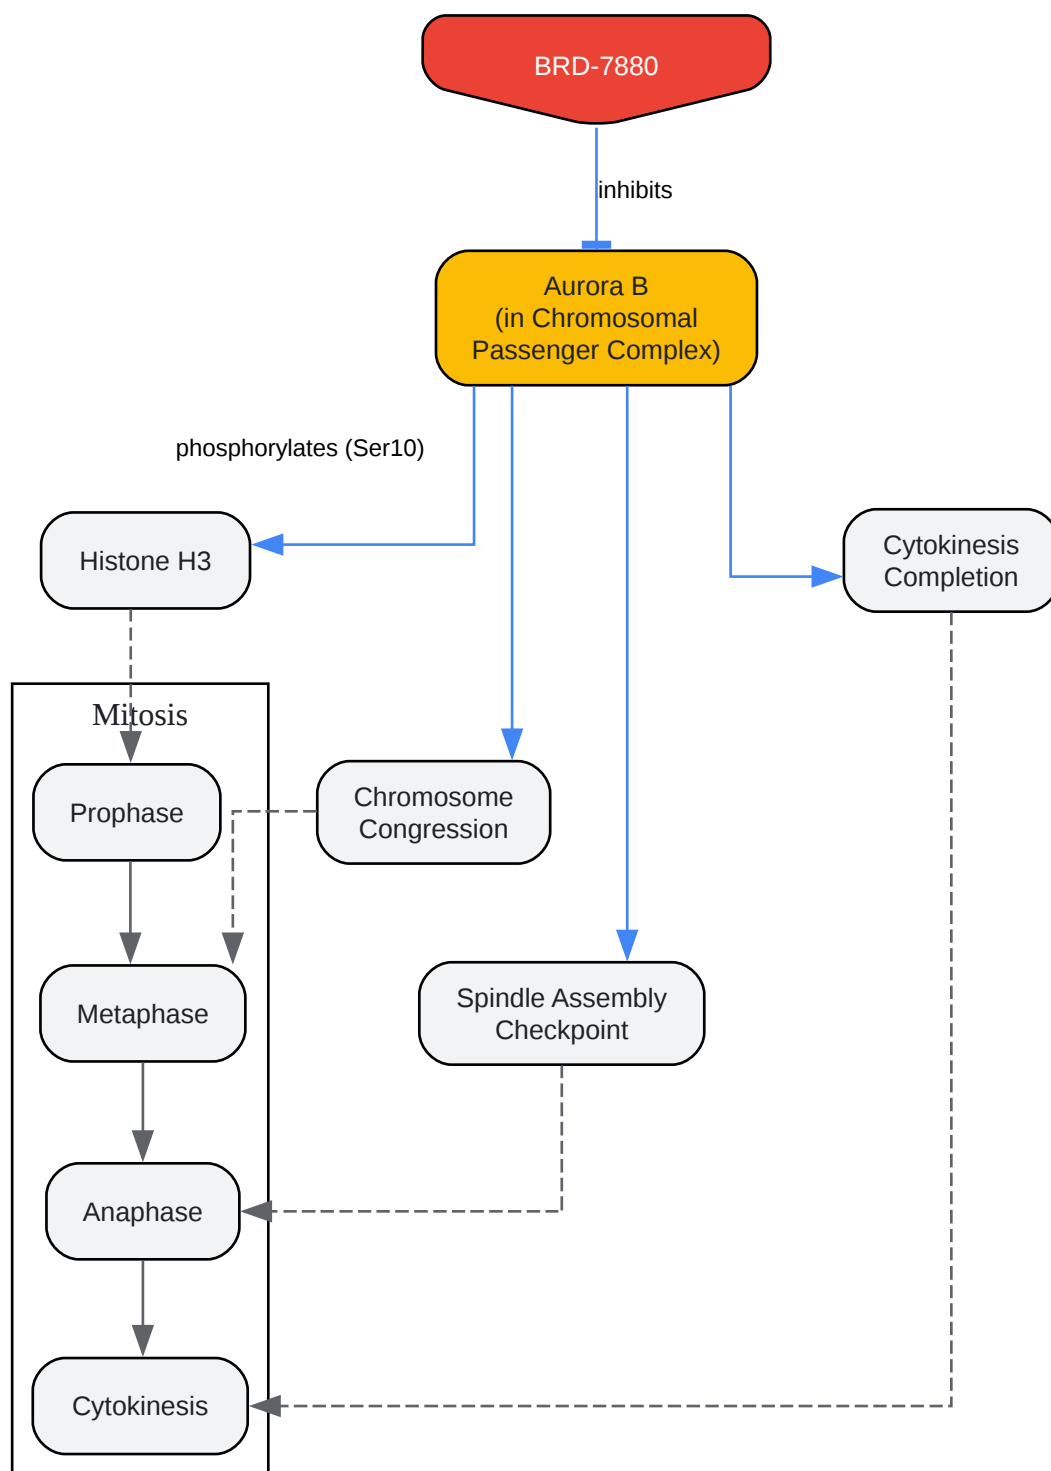 BRD-7880
inhibits
Aurora B
(in Chromosomal
Passenger Complex)
phosphorylates (Ser10)
Histone H3
Cytokinesis
Completion
Mitosis
Prophase
Chromosome
Congression
Metaphase
Spindle Assembly
Checkpoint
Anaphase
Cytokinesis